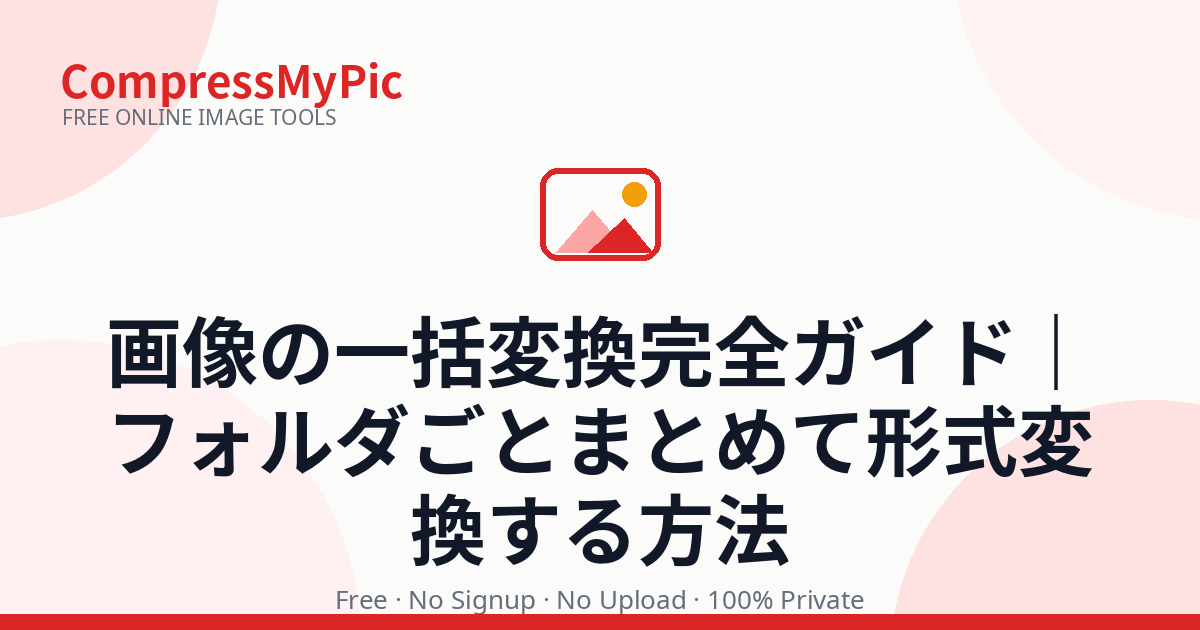 CompressMyPic
FREE ONLINE IMAGE TOOLS
画像の一括変換完全ガイド｜
フォルダごとまとめて形式変
換する方法
Free · No Signup · No Upload · 100% Private